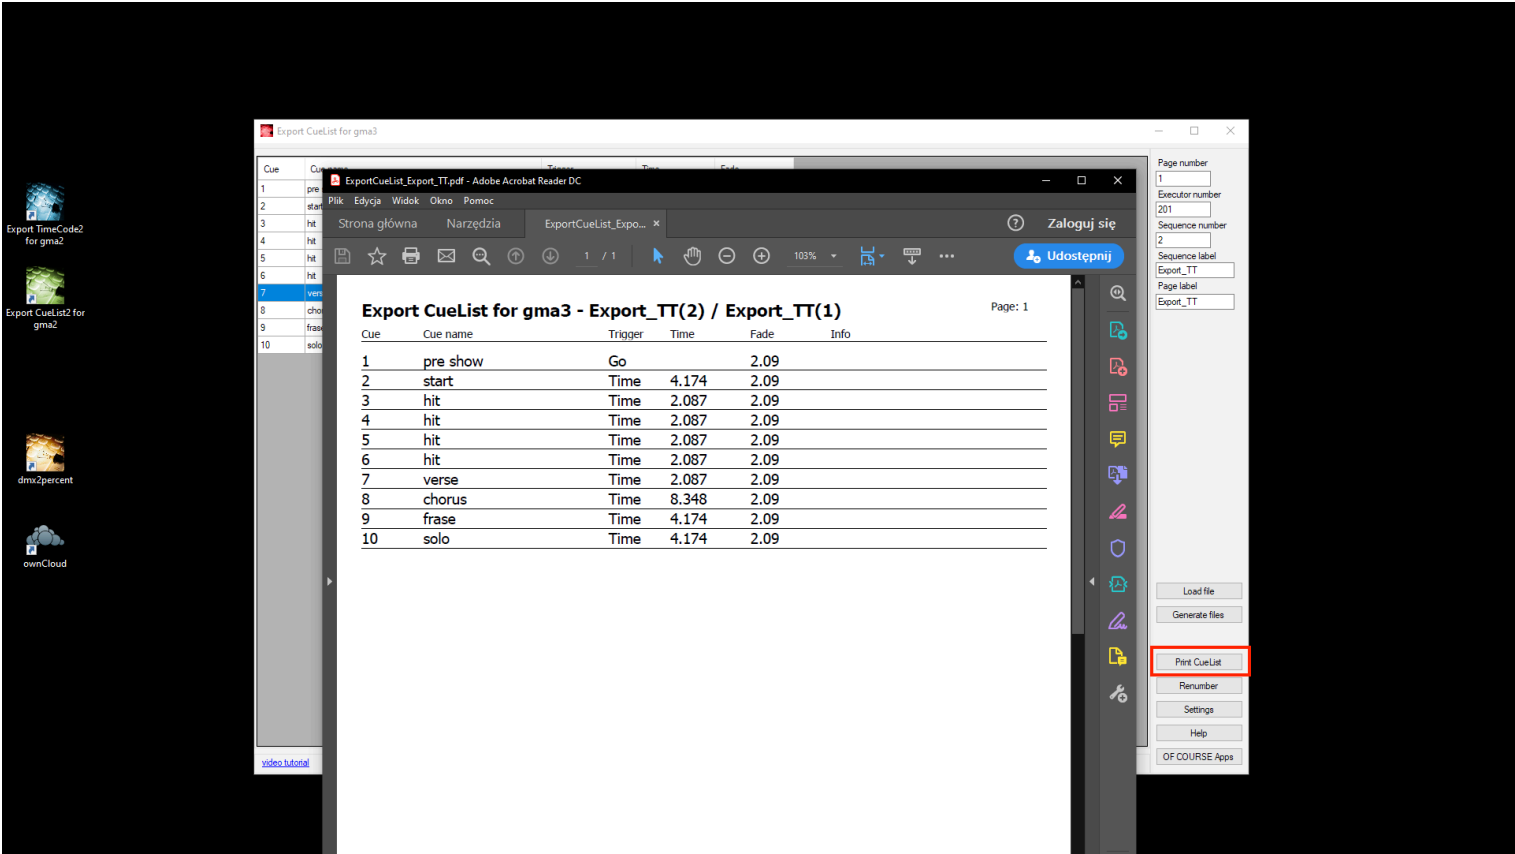 Export TimeCode2
for gma2
Export CueList2 for
gma2
dmx2percent
ownCloud
Export CueList for gma3
Cue
1
2
3
4
5
6
7
8
9
10
pre
start
hit
hit
hit
hit
solo
video tutorial
ExportCueList_Export_TT.pdf - Adobe Acrobat Reader DC
Plik Edycja Widok Okno Pomoc
Strona główna Narzędzia ExportCueList_Expo... × Zaloguj się
1 / 1 103% Udostępnij
Export CueList for gma3 - Export_TT(2) / Export_TT(1) Page: 1
Cue Cue name Trigger Time Fade Info
1 pre show Go 2.09
2 start Time 4.174 2.09
3 hit Time 2.087 2.09
4 hit Time 2.087 2.09
5 hit Time 2.087 2.09
6 hit Time 2.087 2.09
7 verse Time 2.087 2.09
8 chorus Time 8.348 2.09
9 frase Time 4.174 2.09
10 solo Time 4.174 2.09
Page number
1
Executor number
201
Sequence number
2
Sequence label
Export_TT
Page label
Export_TT
Load file
Generate files
Print CueList
Renumber
Settings
Help
OF COURSE Apps